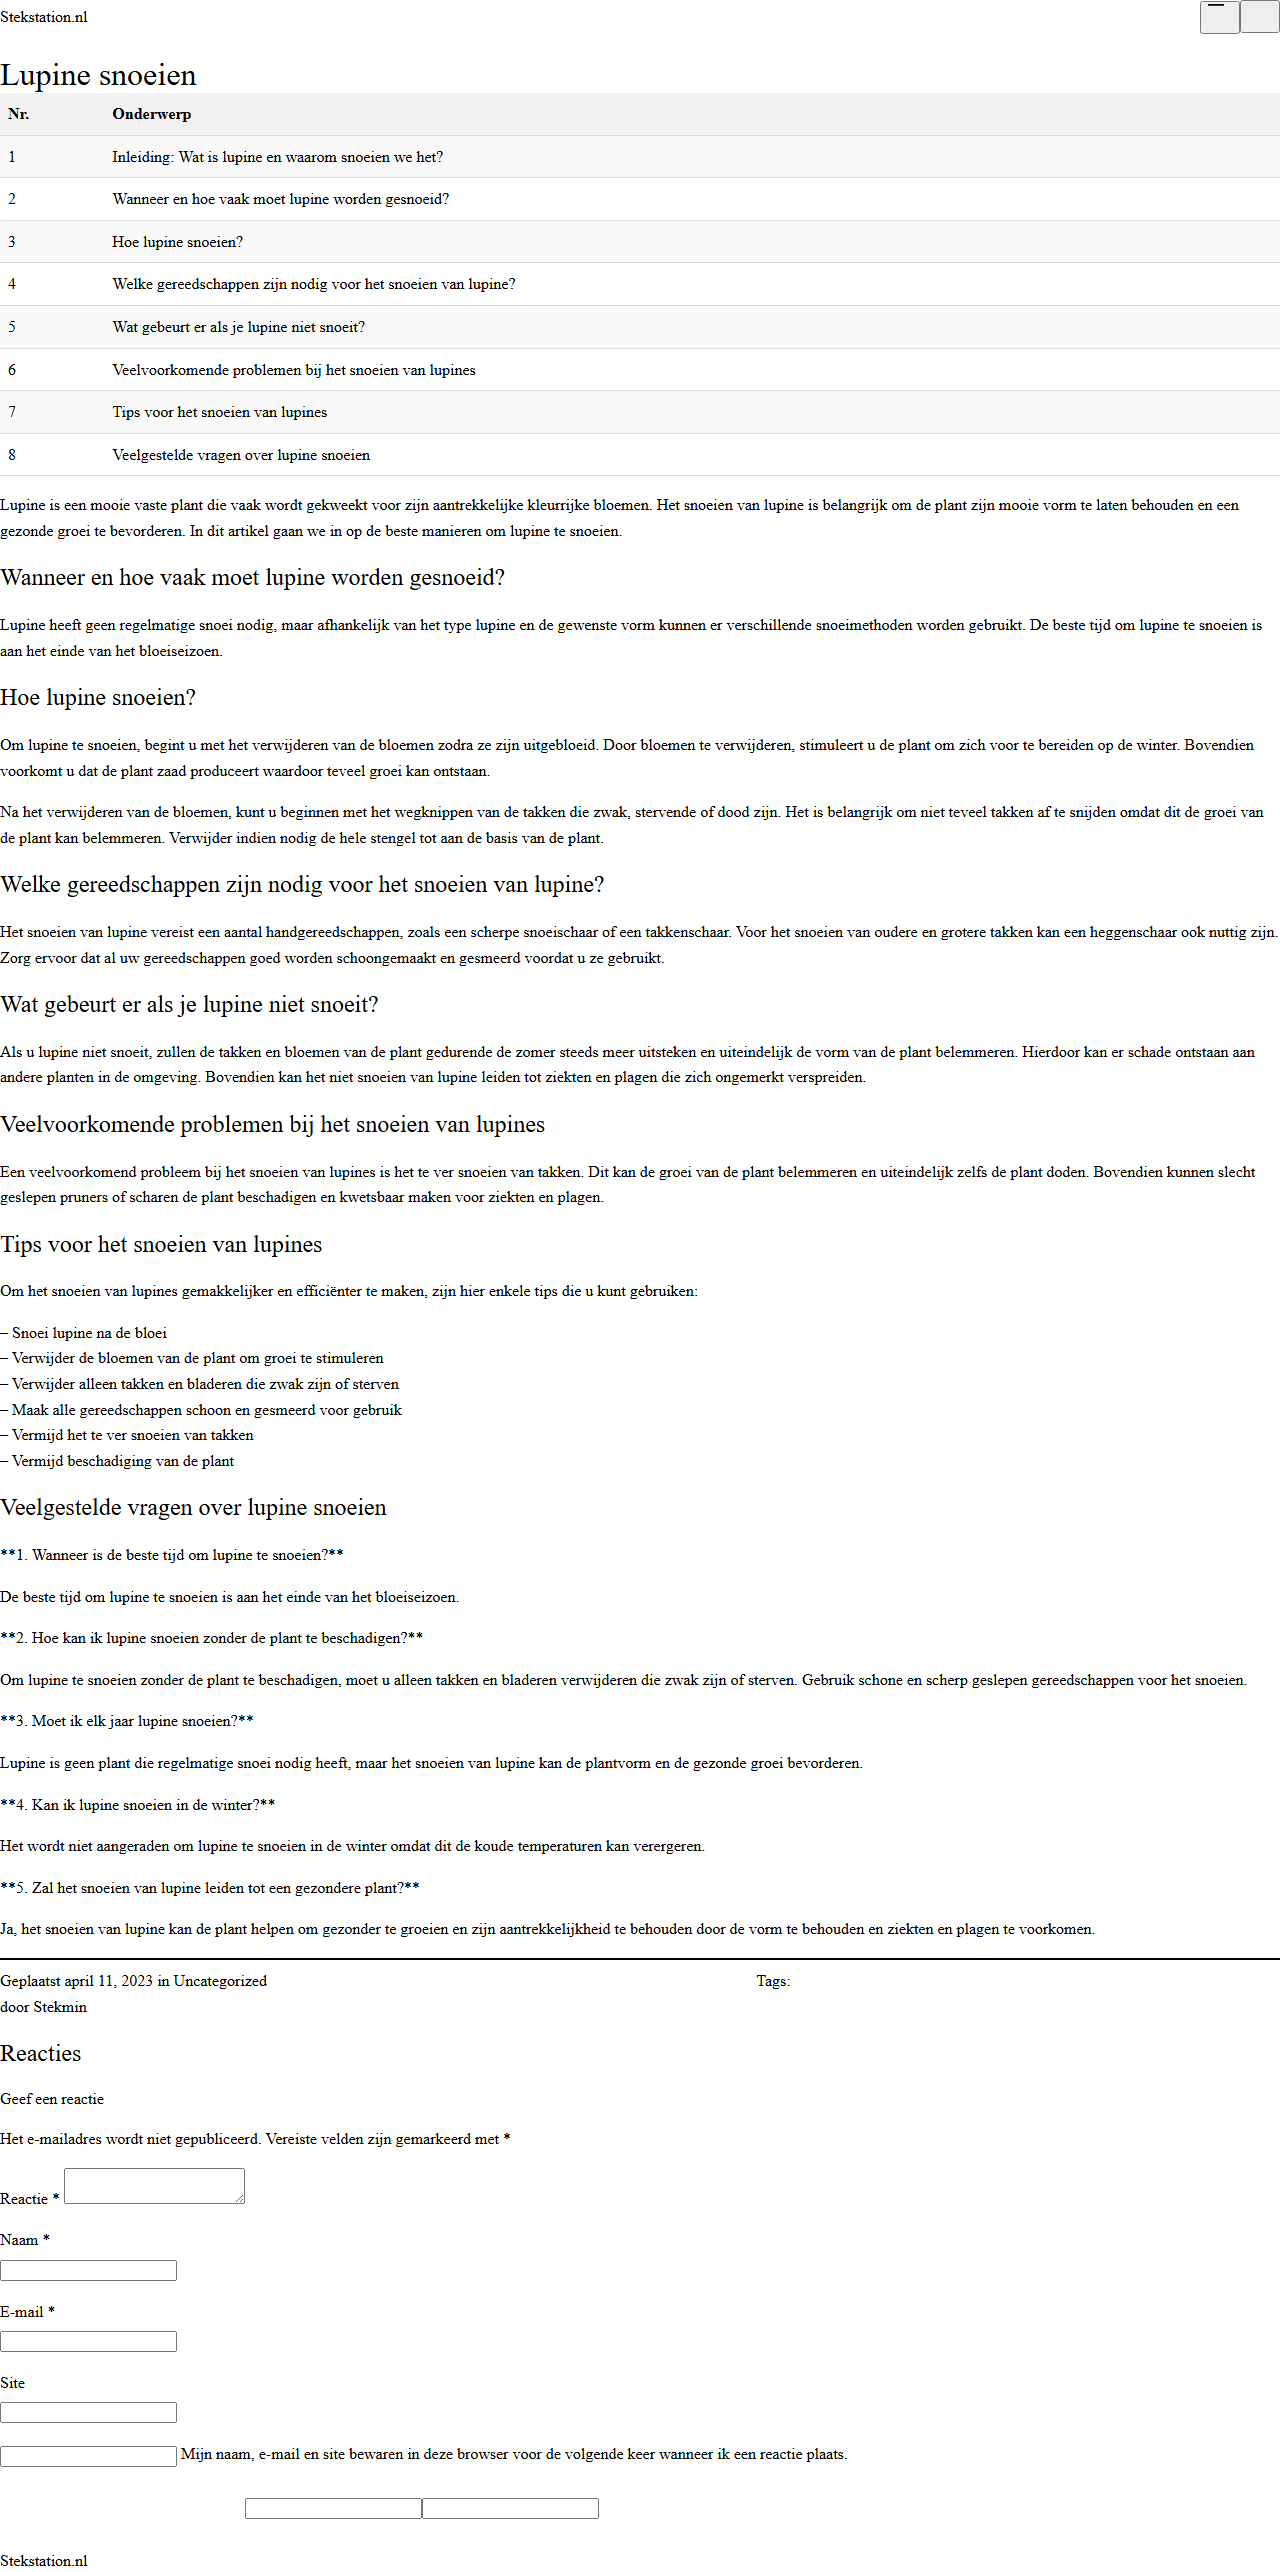 Stekstation.nl
Lupine snoeien
Nr. Onderwerp
1 Inleiding: Wat is lupine en waarom snoeien we het?
2 Wanneer en hoe vaak moet lupine worden gesnoeid?
3 Hoe lupine snoeien?
4 Welke gereedschappen zijn nodig voor het snoeien van lupine?
5 Wat gebeurt er als je lupine niet snoeit?
6 Veelvoorkomende problemen bij het snoeien van lupines
7 Tips voor het snoeien van lupines
8 Veelgestelde vragen over lupine snoeien
Lupine is een mooie vaste plant die vaak wordt gekweekt voor zijn aantrekkelijke kleurrijke bloemen. Het snoeien van lupine is belangrijk om de plant zijn mooie vorm te laten behouden en een
gezonde groei te bevorderen. In dit artikel gaan we in op de beste manieren om lupine te snoeien.
Wanneer en hoe vaak moet lupine worden gesnoeid?
Lupine heeft geen regelmatige snoei nodig, maar afhankelijk van het type lupine en de gewenste vorm kunnen er verschillende snoeimethoden worden gebruikt. De beste tijd om lupine te snoeien is
aan het einde van het bloeiseizoen.
Hoe lupine snoeien?
Om lupine te snoeien, begint u met het verwijderen van de bloemen zodra ze zijn uitgebloeid. Door bloemen te verwijderen, stimuleert u de plant om zich voor te bereiden op de winter. Bovendien
voorkomt u dat de plant zaad produceert waardoor teveel groei kan ontstaan.
Na het verwijderen van de bloemen, kunt u beginnen met het wegknippen van de takken die zwak, stervende of dood zijn. Het is belangrijk om niet teveel takken af te snijden omdat dit de groei van
de plant kan belemmeren. Verwijder indien nodig de hele stengel tot aan de basis van de plant.
Welke gereedschappen zijn nodig voor het snoeien van lupine?
Het snoeien van lupine vereist een aantal handgereedschappen, zoals een scherpe snoeischaar of een takkenschaar. Voor het snoeien van oudere en grotere takken kan een heggenschaar ook nuttig zijn.
Zorg ervoor dat al uw gereedschappen goed worden schoongemaakt en gesmeerd voordat u ze gebruikt.
Wat gebeurt er als je lupine niet snoeit?
Als u lupine niet snoeit, zullen de takken en bloemen van de plant gedurende de zomer steeds meer uitsteken en uiteindelijk de vorm van de plant belemmeren. Hierdoor kan er schade ontstaan aan
andere planten in de omgeving. Bovendien kan het niet snoeien van lupine leiden tot ziekten en plagen die zich ongemerkt verspreiden.
Veelvoorkomende problemen bij het snoeien van lupines
Een veelvoorkomend probleem bij het snoeien van lupines is het te ver snoeien van takken. Dit kan de groei van de plant belemmeren en uiteindelijk zelfs de plant doden. Bovendien kunnen slecht
geslepen pruners of scharen de plant beschadigen en kwetsbaar maken voor ziekten en plagen.
Tips voor het snoeien van lupines
Om het snoeien van lupines gemakkelijker en efficiënter te maken, zijn hier enkele tips die u kunt gebruiken:
– Snoei lupine na de bloei
– Verwijder de bloemen van de plant om groei te stimuleren
– Verwijder alleen takken en bladeren die zwak zijn of sterven
– Maak alle gereedschappen schoon en gesmeerd voor gebruik
– Vermijd het te ver snoeien van takken
– Vermijd beschadiging van de plant
Veelgestelde vragen over lupine snoeien
**1. Wanneer is de beste tijd om lupine te snoeien?**
De beste tijd om lupine te snoeien is aan het einde van het bloeiseizoen.
**2. Hoe kan ik lupine snoeien zonder de plant te beschadigen?**
Om lupine te snoeien zonder de plant te beschadigen, moet u alleen takken en bladeren verwijderen die zwak zijn of sterven. Gebruik schone en scherp geslepen gereedschappen voor het snoeien.
**3. Moet ik elk jaar lupine snoeien?**
Lupine is geen plant die regelmatige snoei nodig heeft, maar het snoeien van lupine kan de plantvorm en de gezonde groei bevorderen.
**4. Kan ik lupine snoeien in de winter?**
Het wordt niet aangeraden om lupine te snoeien in de winter omdat dit de koude temperaturen kan verergeren.
**5. Zal het snoeien van lupine leiden tot een gezondere plant?**
Ja, het snoeien van lupine kan de plant helpen om gezonder te groeien en zijn aantrekkelijkheid te behouden door de vorm te behouden en ziekten en plagen te voorkomen.
Geplaatst april 11, 2023 in Uncategorized
door Stekmin
Tags:
Reacties
Geef een reactie
Het e-mailadres wordt niet gepubliceerd. Vereiste velden zijn gemarkeerd met *
Reactie *
Naam *
E-mail *
Site
Mijn naam, e-mail en site bewaren in deze browser voor de volgende keer wanneer ik een reactie plaats.
Stekstation.nl